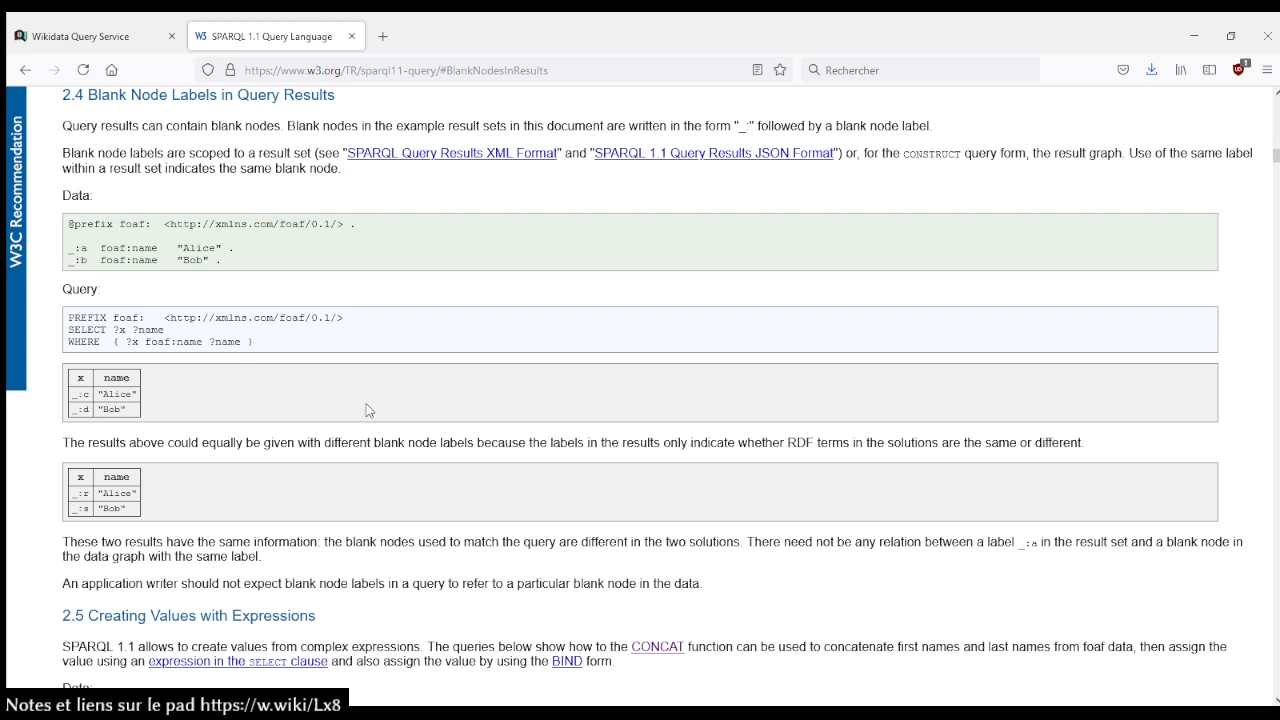 Wikidata Query Service
W3 SPARQL 1.1 Query Language
https://www.w3.org/TR/sparql11-query/#BlankNodesInResults
Rechercher
1
W3C Recommendation
2.4 Blank Node Labels in Query Results
Query results can contain blank nodes. Blank nodes in the example result sets in this document are written in the form "_:" followed by a blank node label.
Blank node labels are scoped to a result set (see "SPARQL Query Results XML Format" and "SPARQL 1.1 Query Results JSON Format") or, for the CONSTRUCT query form, the result graph. Use of the same label
within a result set indicates the same blank node.
Data:
@prefix foaf: <http://xmlns.com/foaf/0.1/> .
_:a foaf:name "Alice" .
_:b foaf:name "Bob" .
Query:
PREFIX foaf: <http://xmlns.com/foaf/0.1/>
SELECT ?x ?name
WHERE { ?x foaf:name ?name }
x name
_:c "Alice"
_:d "Bob"
The results above could equally be given with different blank node labels because the labels in the results only indicate whether RDF terms in the solutions are the same or different.
x name
_:r "Alice"
_:s "Bob"
These two results have the same information: the blank nodes used to match the query are different in the two solutions. There need not be any relation between a label _:a in the result set and a blank node in
the data graph with the same label.
An application writer should not expect blank node labels in a query to refer to a particular blank node in the data.
2.5 Creating Values with Expressions
SPARQL 1.1 allows to create values from complex expressions. The queries below show how to the CONCAT function can be used to concatenate first names and last names from foaf data, then assign the
value using an expression in the SELECT clause and also assign the value by using the BIND form.
Data:
Notes et liens sur le pad https://w.wiki/Lx8